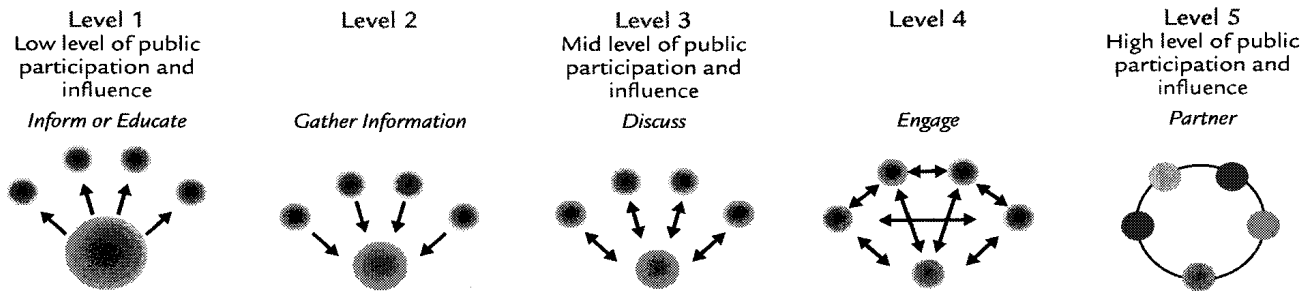 Level 1
Low level of public
participation and
influence
Inform or Educate
Level 2
Gather Information
Level 3
Mid level of public
participation and
influence
Discuss
Level 4
Engage
Level 5
High level of public
participation and
influence
Partner